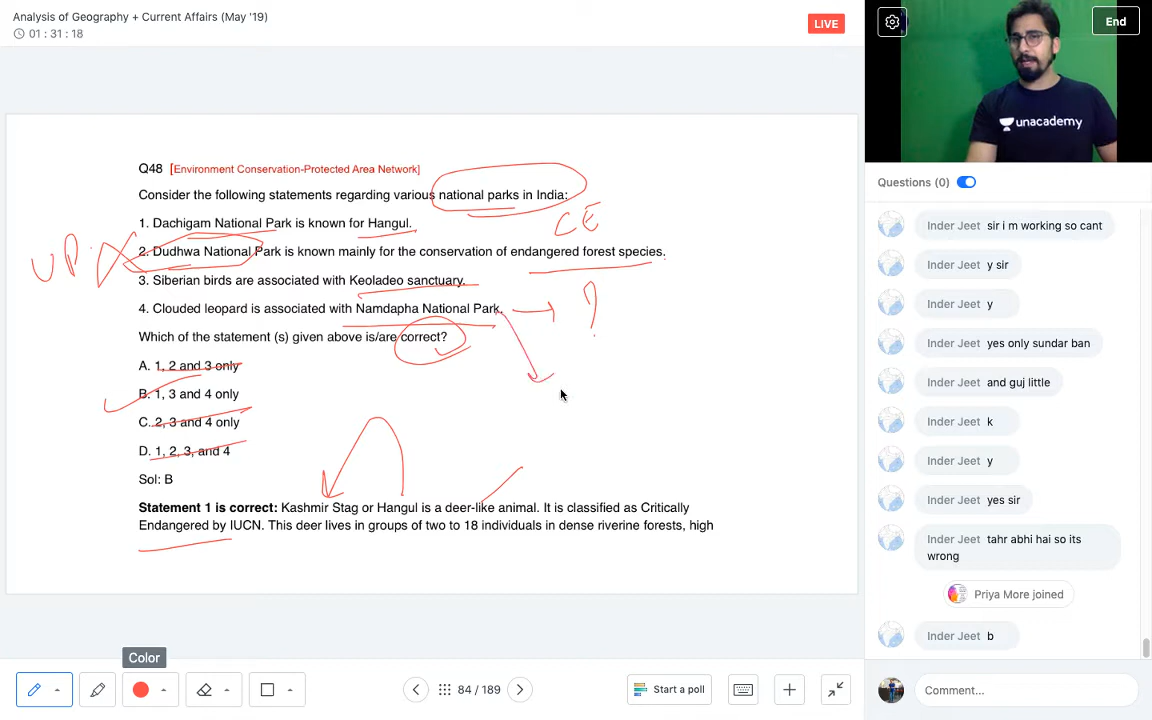 Analysis of Geography + Current Affairs (May '19)
01 : 31 : 18
LIVE
End
unacademy
Q48 [Environment Conservation-Protected Area Network]
Consider the following statements regarding various national parks in India:
1. Dachigam National Park is known for Hangul.
CE
2. Dudhwa National Park is known mainly for the conservation of endangered forest species.
UP
3. Siberian birds are associated with Keoladeo sanctuary.
4. Clouded leopard is associated with Namdapha National Park.
?
Which of the statement (s) given above is/are correct?
A. 1, 2 and 3 only
B. 1, 3 and 4 only
C. 2, 3 and 4 only
D. 1, 2, 3, and 4
Sol: B
Statement 1 is correct: Kashmir Stag or Hangul is a deer-like animal. It is classified as Critically
Endangered by IUCN. This deer lives in groups of two to 18 individuals in dense riverine forests, high
Color
84 / 189
Start a poll
Questions (0)
Inder Jeet sir i m working so cant
Inder Jeet y sir
Inder Jeet y
Inder Jeet yes only sundar ban
Inder Jeet and guj little
Inder Jeet k
Inder Jeet y
Inder Jeet yes sir
Inder Jeet tahr abhi hai so its
wrong
Priya More joined
Inder Jeet b
Comment...